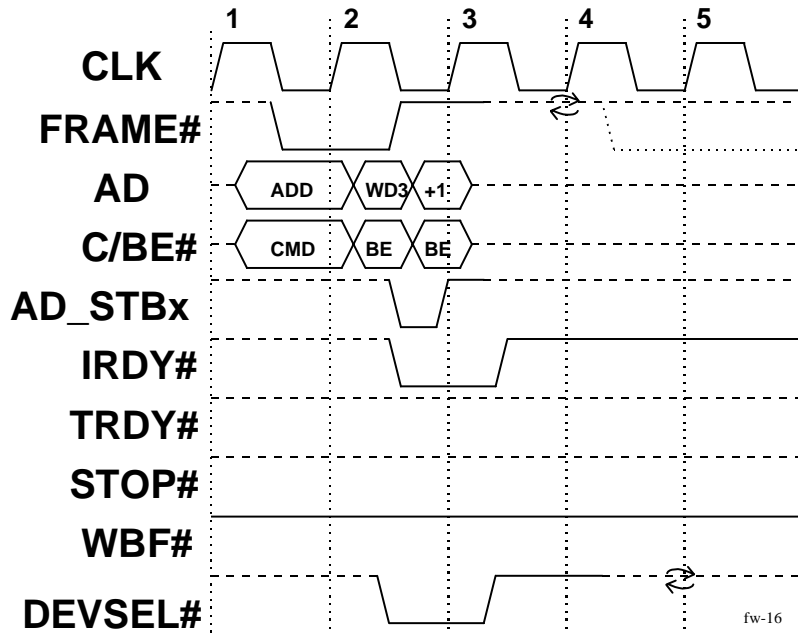 1 2 3 4 5
CLK
FRAME#
AD ADD WD3 +1
C/BE# CMD BE BE
AD_STBx
IRDY#
TRDY#
STOP#
WBF#
DEVSEL#
fw-16